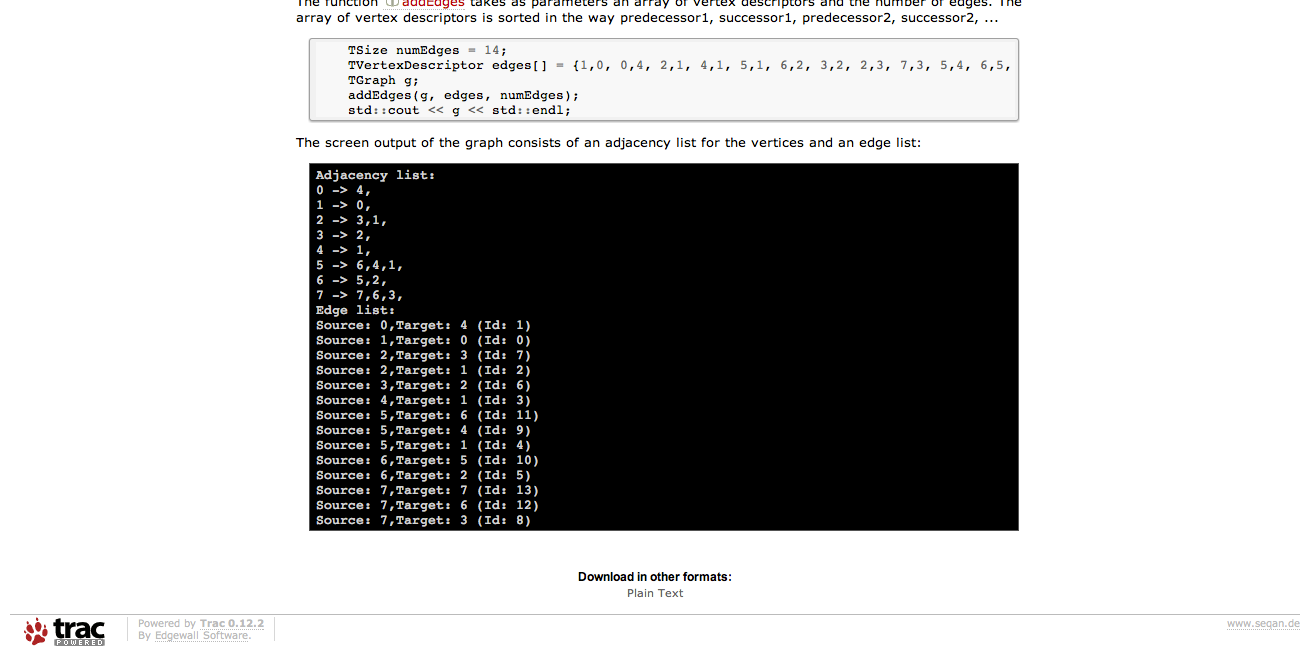 The function addEdges takes as parameters an array of vertex descriptors and the number of edges. The
array of vertex descriptors is sorted in the way predecessor1, successor1, predecessor2, successor2, ...
TSize numEdges = 14;
TVertexDescriptor edges[] = {1,0, 0,4, 2,1, 4,1, 5,1, 6,2, 3,2, 2,3, 7,3, 5,4, 6,5,
TGraph g;
addEdges(g, edges, numEdges);
std::cout << g << std::endl;
The screen output of the graph consists of an adjacency list for the vertices and an edge list:
Adjacency list:
0 -> 4,
1 -> 0,
2 -> 3,1,
3 -> 2,
4 -> 1,
5 -> 6,4,1,
6 -> 5,2,
7 -> 7,6,3,
Edge list:
Source: 0,Target: 4 (Id: 1)
Source: 1,Target: 0 (Id: 0)
Source: 2,Target: 3 (Id: 7)
Source: 2,Target: 1 (Id: 2)
Source: 3,Target: 2 (Id: 6)
Source: 4,Target: 1 (Id: 3)
Source: 5,Target: 6 (Id: 11)
Source: 5,Target: 4 (Id: 9)
Source: 5,Target: 1 (Id: 4)
Source: 6,Target: 5 (Id: 10)
Source: 6,Target: 2 (Id: 5)
Source: 7,Target: 7 (Id: 13)
Source: 7,Target: 6 (Id: 12)
Source: 7,Target: 3 (Id: 8)
Download in other formats:
Plain Text
trac
POWERED
Powered by Trac 0.12.2
By Edgewall Software.
www.seqan.de